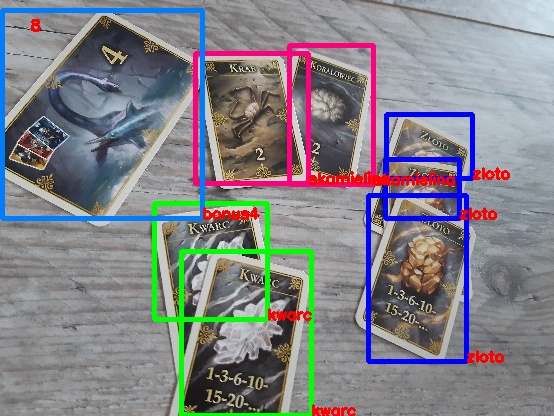 8
4
KRAB
2
KORALOWIEC
2
skamielina
skamielina
bonus4
ZŁOTO
zloto
zloto
ZŁOTO
1-3-6-10-
15-20-...
zloto
KWARC
kwarc
KWARC
1-3-6-10-
15-20-...
kwarc